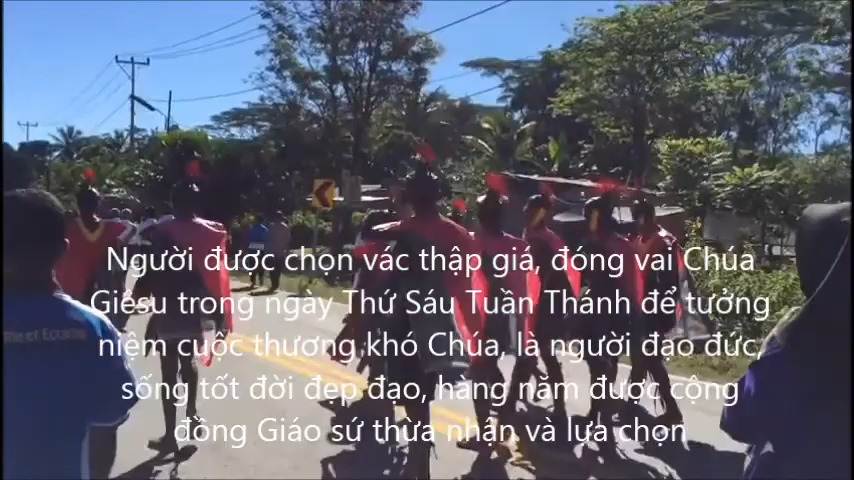 Người được chọn vác thập giá, đóng vai Chúa
Giêsu trong ngày Thứ Sáu Tuần Thánh để tưởng
niệm cuộc thương khó Chúa, là người đạo đức,
sống tốt đời đẹp đạo, hàng năm được cộng
đồng Giáo sứ thừa nhận và lựa chọn